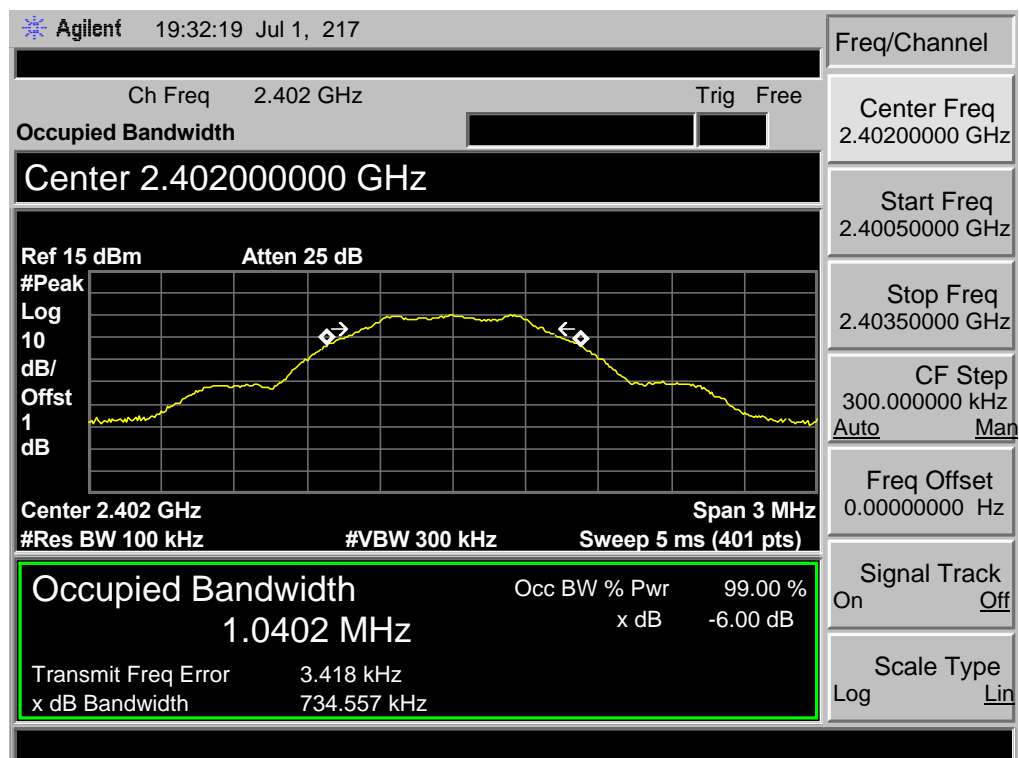 Agilent 19:32:19 Jul 1, 217
Ch Freq 2.402 GHz Trig Free
Occupied Bandwidth
Center 2.402000000 GHz
Ref 15 dBm Atten 25 dB
#Peak
Log
10
dB/
Offst
1
dB
Center 2.402 GHz Span 3 MHz
#Res BW 100 kHz #VBW 300 kHz Sweep 5 ms (401 pts)
Occupied Bandwidth Occ BW % Pwr 99.00 %
1.0402 MHz x dB -6.00 dB
Transmit Freq Error 3.418 kHz
x dB Bandwidth 734.557 kHz
Freq/Channel
Center Freq
2.40200000 GHz
Start Freq
2.40050000 GHz
Stop Freq
2.40350000 GHz
CF Step
300.000000 kHz
Auto Man
Freq Offset
0.00000000 Hz
Signal Track
On Off
Scale Type
Log Lin